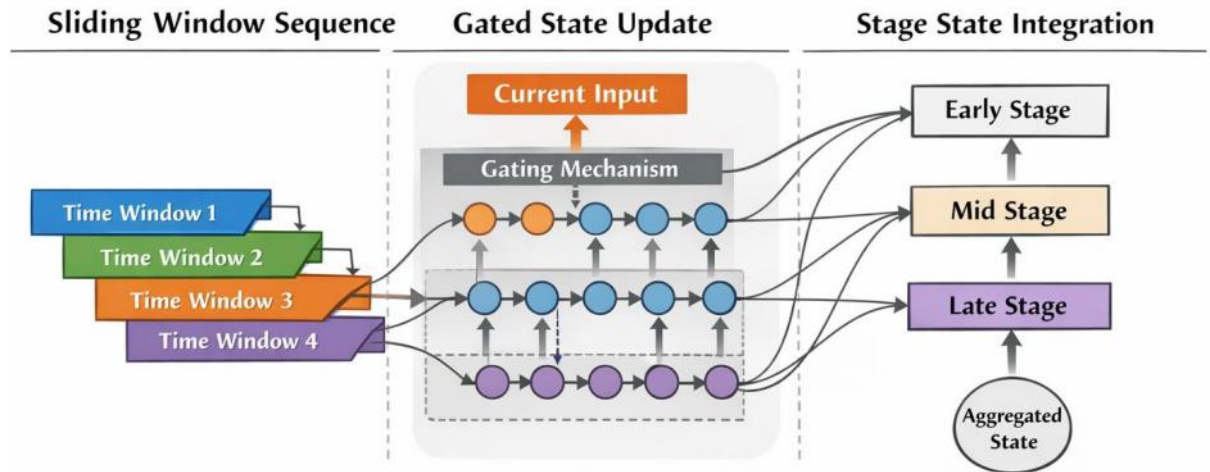 Sliding Window Sequence
Gated State Update
Stage State Integration
Current Input
Gating Mechanism
Time Window 1
Time Window 2
Time Window 3
Time Window 4
Early Stage
Mid Stage
Late Stage
Aggregated
State